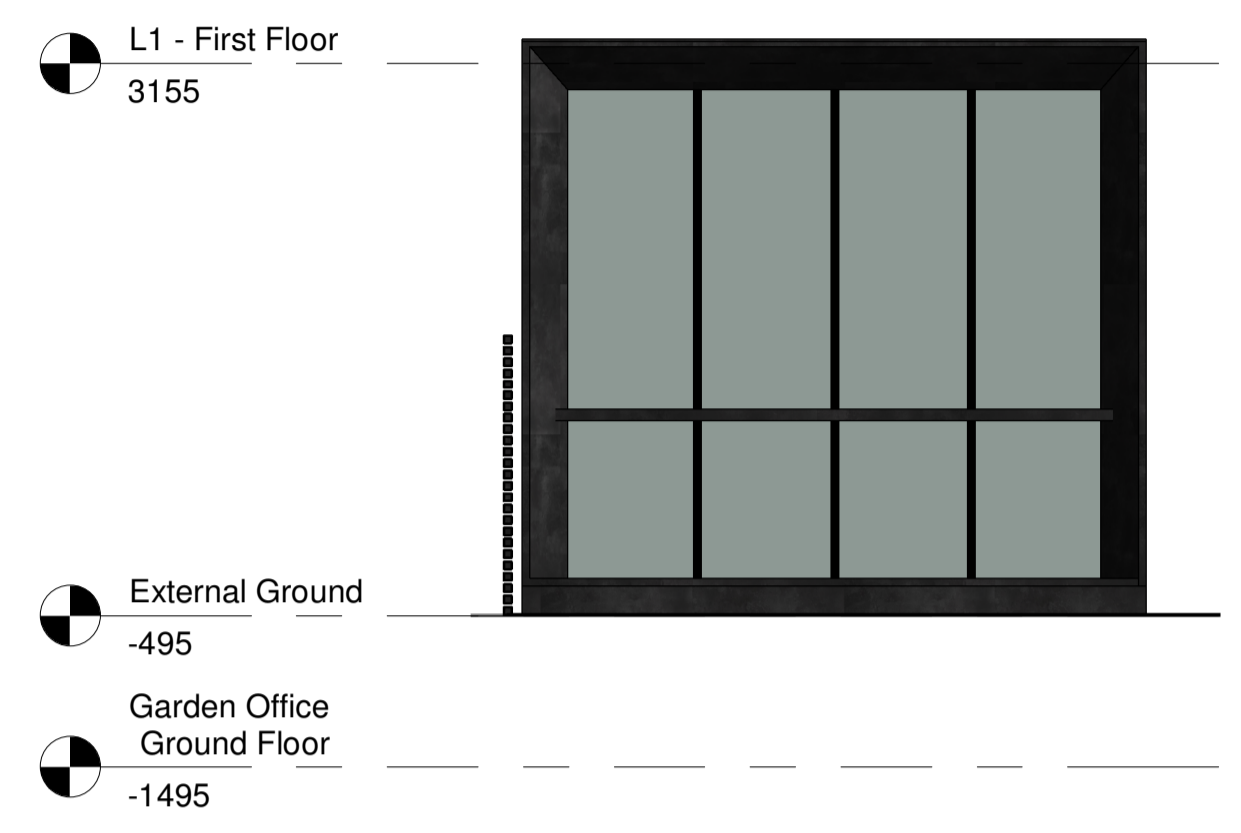 L1 - First Floor
3155
External Ground
-495
Garden Office
Ground Floor
-1495